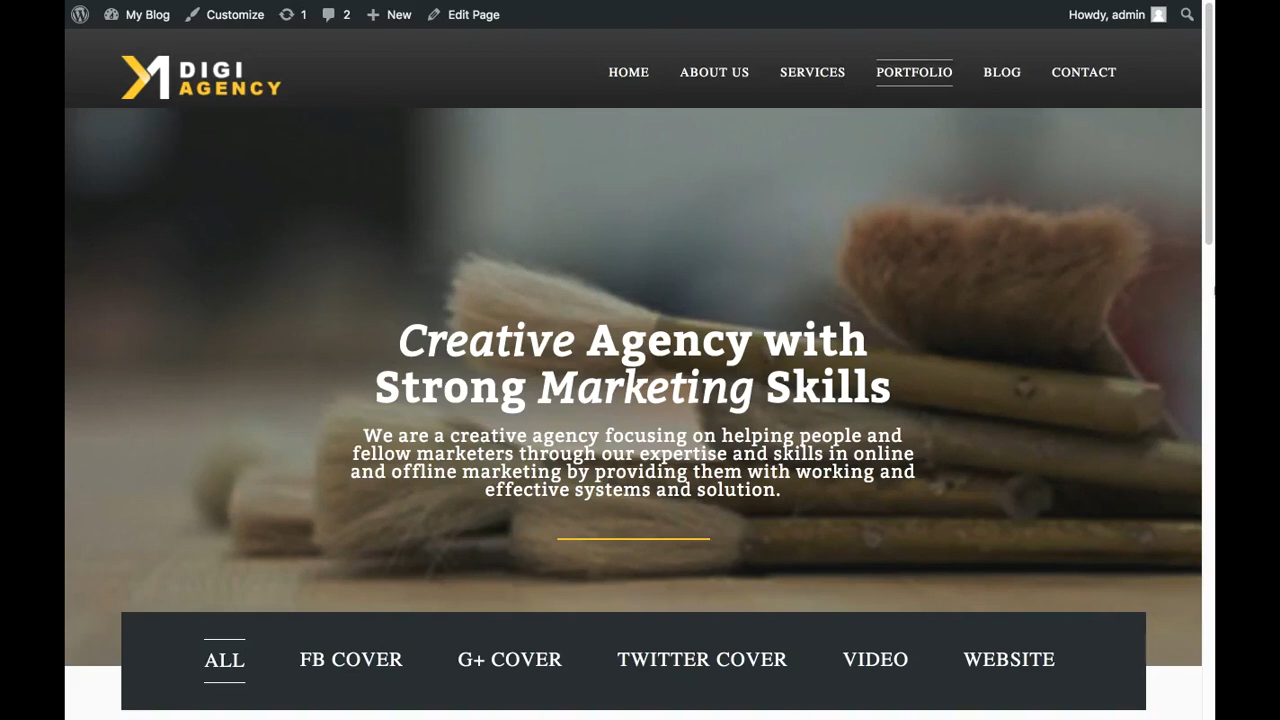 My Blog Customize 1 2 New Edit Page Howdy, admin
DIGI
AGENCY
HOME ABOUT US SERVICES PORTFOLIO BLOG CONTACT
Creative Agency with
Strong Marketing Skills
We are a creative agency focusing on helping people and
fellow marketers through our expertise and skills in online
and offline marketing by providing them with working and
effective systems and solution.
ALL FB COVER G+ COVER TWITTER COVER VIDEO WEBSITE